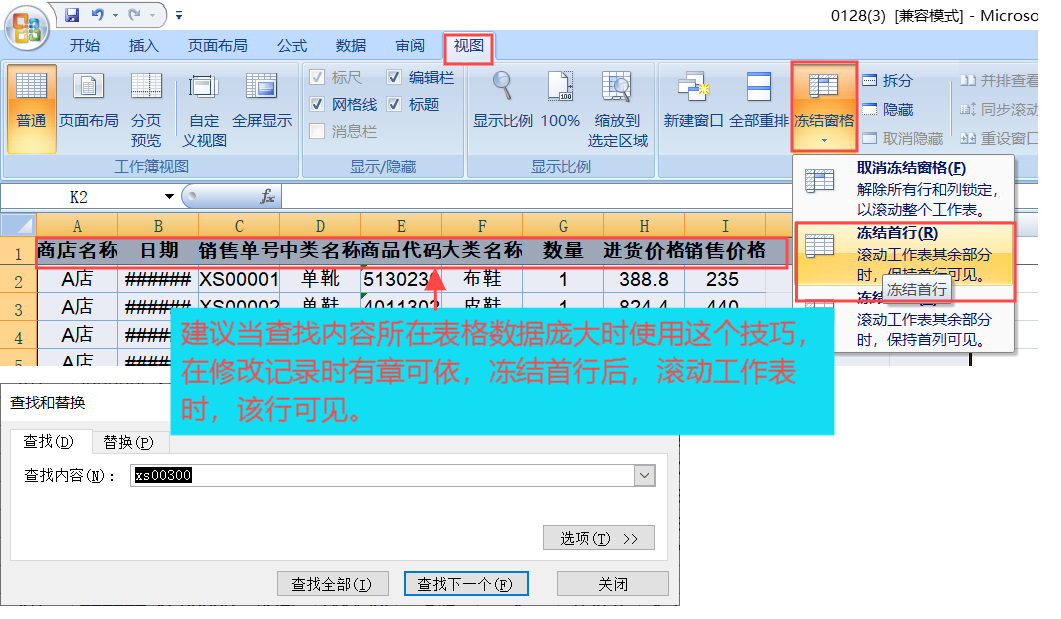 0128(3) [兼容模式] - Microso
开始 插入 页面布局 公式 数据 审阅 视图
普通 页面布局 分页预览 自定义视图 全屏显示
工作簿视图
标尺 编辑栏
网格线 标题
消息栏
显示/隐藏
显示比例 100% 缩放到选定区域
显示比例
新建窗口 全部重排 冻结窗格
拆分 并排查看
隐藏 同步滚动
取消隐藏 重设窗口
K2 fx
取消冻结窗格(F)
解除所有行和列锁定，
以滚动整个工作表。
冻结首行(R)
滚动工作表其余部分
时，保持首行可见。
冻结首行
滚动工作表其余部分
时，保持首列可见。
A B C D E F G H I
1 商店名称 日期 销售单号 中类名称 商品代码 大类名称 数量 进货价格 销售价格
2 A店 ###### XS00001 单靴 513023 布鞋 1 388.8 235
3 A店 ###### XS00002 单鞋 4011302 皮鞋 1 824.4 440
4 A店
5 A店
建议当查找内容所在表格数据庞大时使用这个技巧，
在修改记录时有章可依，冻结首行后，滚动工作表
时，该行可见。
查找和替换
查找(D) 替换(P)
查找内容(N)： xs00300
选项(T) >>
查找全部(I) 查找下一个(F) 关闭